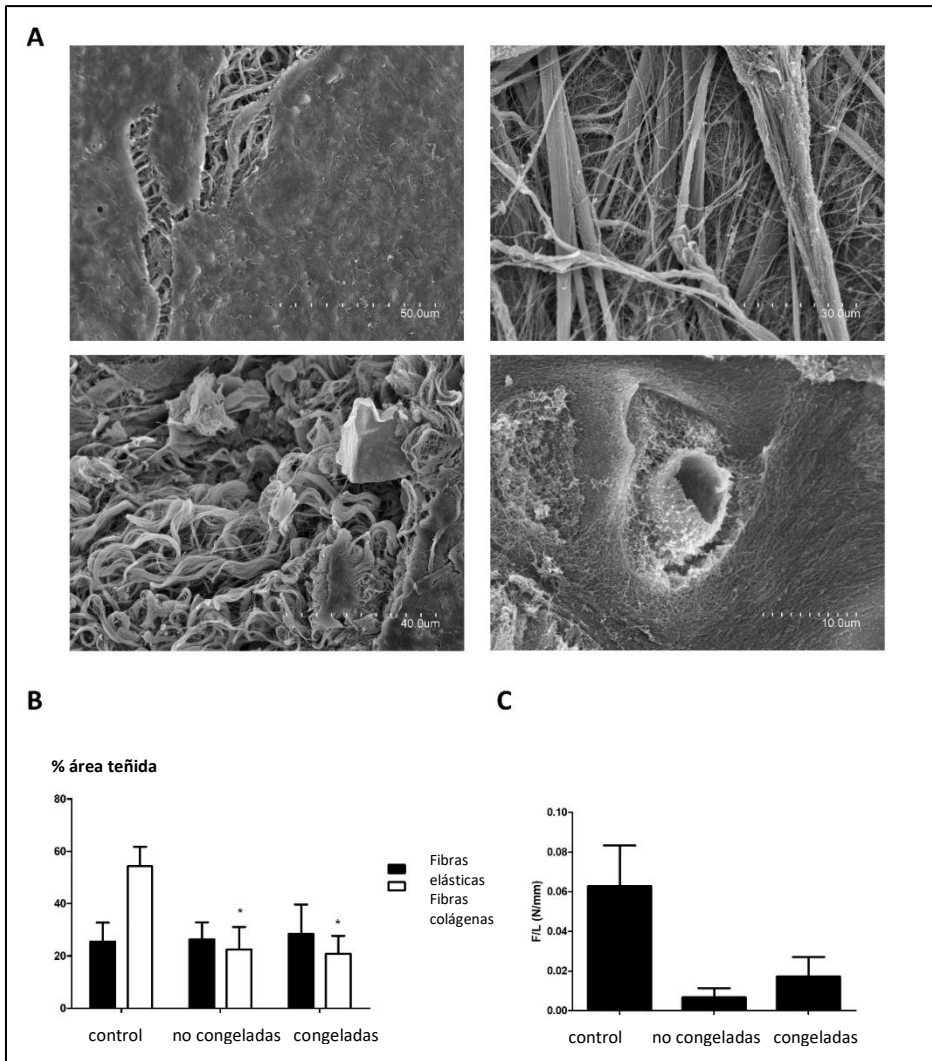 A
50.0um
30.0um
40.0um
10.0um
B
C
% área teñida
80
60
40
20
0
*
*
control
no congeladas
congeladas
Fibras
elásticas
Fibras
colágenas
F/L (N/mm)
0.10
0.08
0.06
0.04
0.02
0.00
control
no congeladas
congeladas